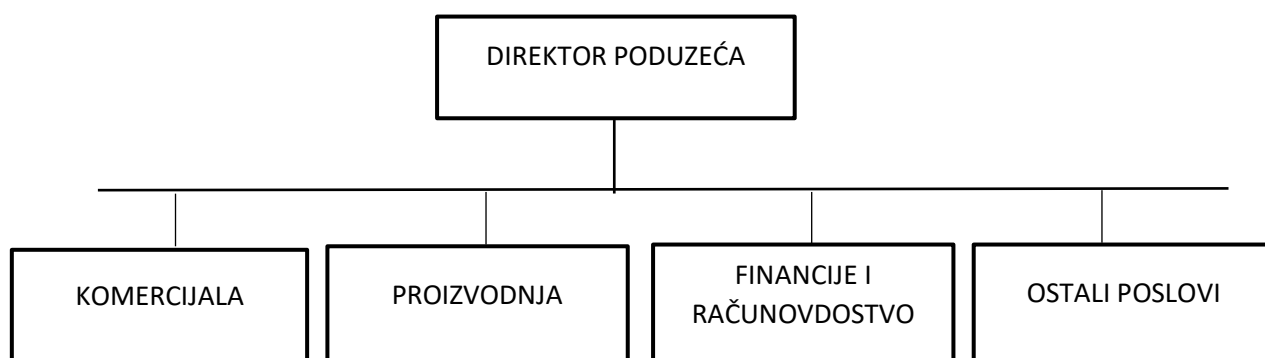 DIREKTOR PODUZEĆA
KOMERCIJALA
PROIZVODNJA
FINANCIJE I
RAČUNOVDOSTVO
OSTALI POSLOVI